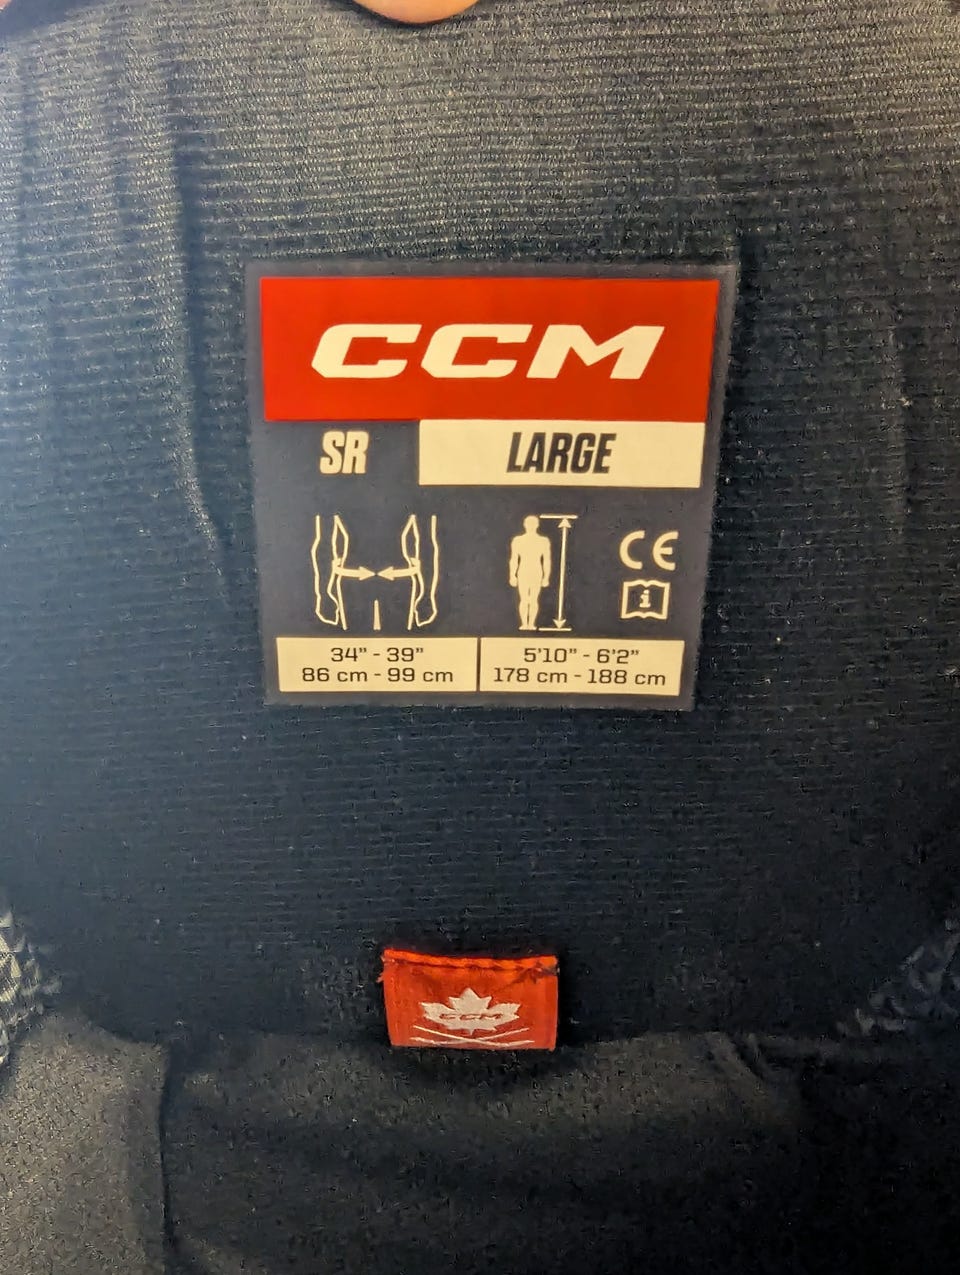 CCM
SR LARGE
CE
i
34" - 39" 5'10" - 6'2"
86 cm - 99 cm 178 cm - 188 cm
CCM